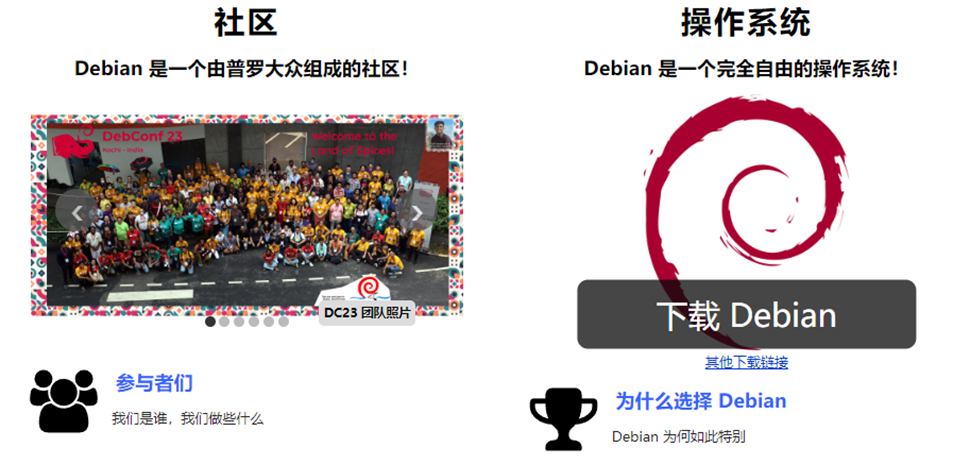 社区
Debian 是一个由普罗大众组成的社区！
DebConf 23
Kochi - India
Welcome to the
Land of Spices!
DC23 团队照片
参与者们
我们是谁，我们做些什么
操作系统
Debian 是一个完全自由的操作系统！
下载 Debian
其他下载链接
为什么选择 Debian
Debian 为何如此特别